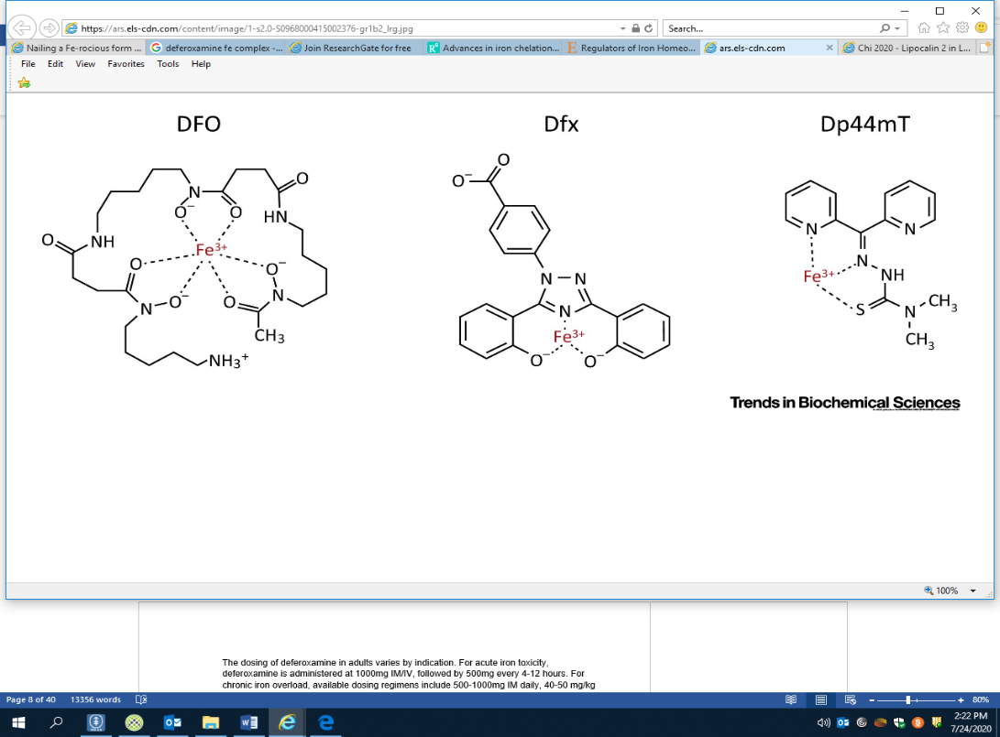 https://ars.els-cdn.com/content/image/1-s2.0-S0968000415002376-gr1b2_lrg.jpg
Search...
Nailing a Fe-rocious form ...
deferoxamine fe complex -...
Join ResearchGate for free
Advances in iron chelation...
Regulators of Iron Homeo...
ars.els-cdn.com
Chi 2020 - Lipocalin 2 in L...
File Edit View Favorites Tools Help
DFO
Dfx
Dp44mT
N
O
O⁻
O
HN
O
NH
Fe³⁺
O
O⁻
N
O⁻
O
N
CH₃
NH₃⁺
O
O⁻
N
N
N
Fe³⁺
O⁻
O⁻
N
N
N
Fe³⁺
NH
S
N
CH₃
CH₃
Trends in Biochemical Sciences
100%
The dosing of deferoxamine in adults varies by indication. For acute iron toxicity,
deferoxamine is administered at 1000mg IM/IV, followed by 500mg every 4-12 hours. For
chronic iron overload, available dosing regimens include 500-1000mg IM daily, 40-50 mg/kg
Page 8 of 40 13356 words
80%
2:22 PM
7/24/2020